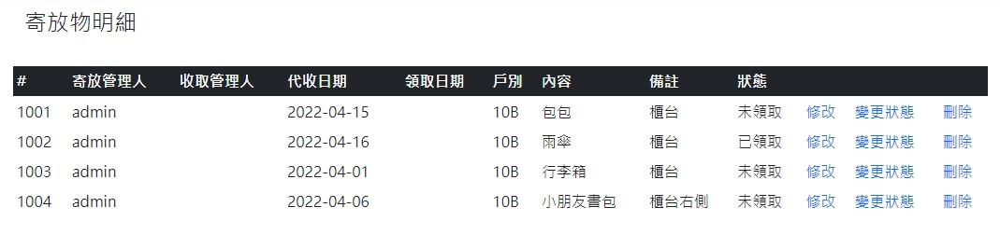 寄放物明細
# 寄放管理人 收取管理人 代收日期 領取日期 戶別 內容 備註 狀態
1001 admin 2022-04-15 10B 包包 櫃台 未領取 修改 變更狀態 刪除
1002 admin 2022-04-16 10B 雨傘 櫃台 已領取 修改 變更狀態 刪除
1003 admin 2022-04-01 10B 行李箱 櫃台 未領取 修改 變更狀態 刪除
1004 admin 2022-04-06 10B 小朋友書包 櫃台右側 未領取 修改 變更狀態 刪除